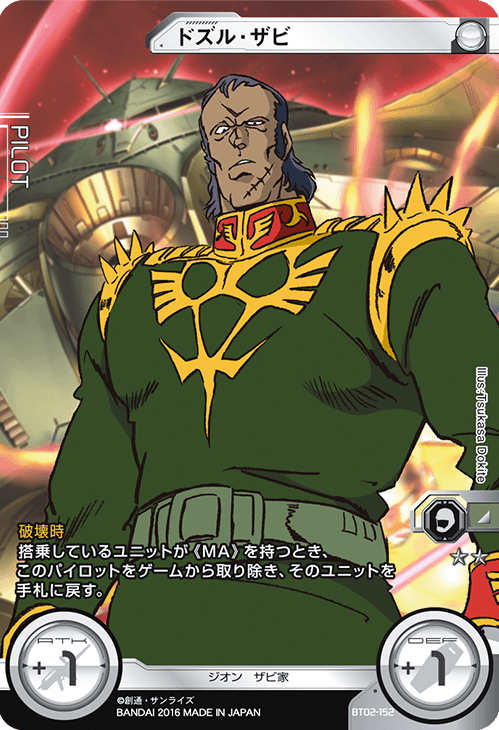 ドズル・ザビ
PILOT
Illus:Tsukasa Dokite
破壊時
搭乗しているユニットが《MA》を持つとき、
このパイロットをゲームから取り除き、そのユニットを
手札に戻す。
ATK
+1
DEF
+1
ジオン　ザビ家
©創通・サンライズ
BANDAI 2016 MADE IN JAPAN
BT02-152